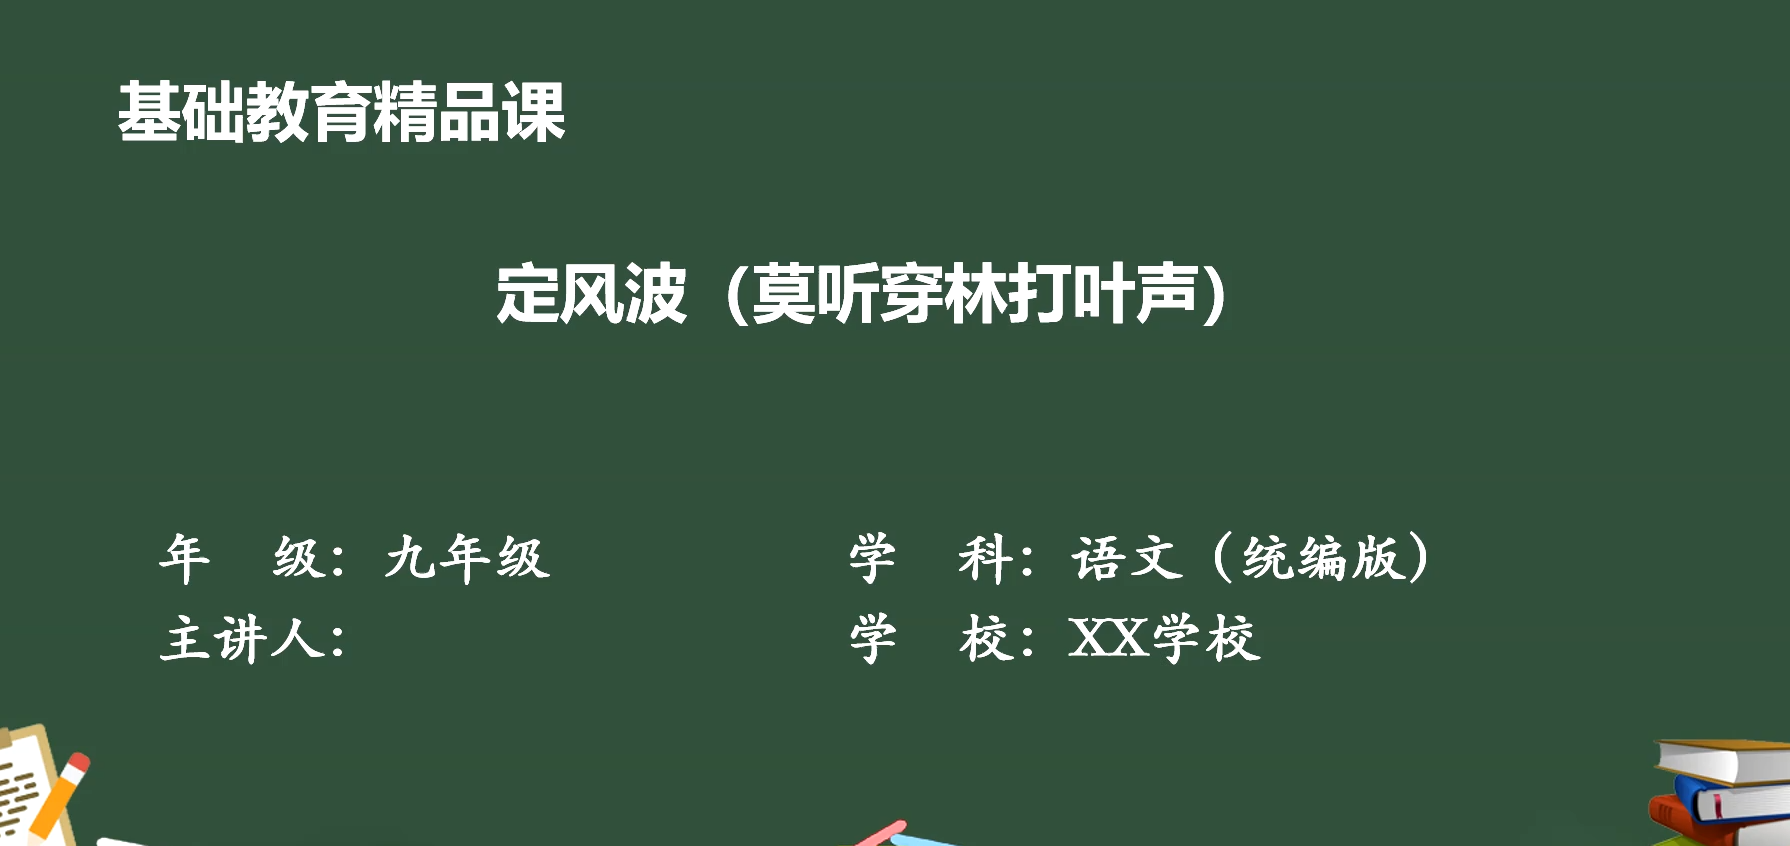 基础教育精品课
定风波（莫听穿林打叶声）
年　级：九年级
学　科：语文（统编版）
主讲人：
学　校：XX学校